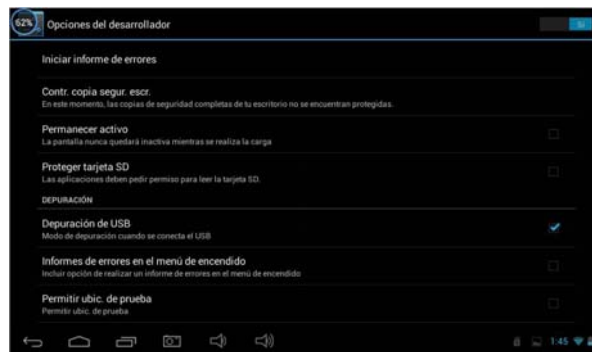 62%
Opciones del desarrollador
SÍ
Iniciar informe de errores
Contr. copia segur. escr.
En este momento, las copias de seguridad completas de tu escritorio no se encuentran protegidas.
Permanecer activo
La pantalla nunca quedará inactiva mientras se realiza la carga
Proteger tarjeta SD
Las aplicaciones deben pedir permiso para leer la tarjeta SD.
DEPURACIÓN
Depuración de USB
Modo de depuración cuando se conecta el USB
Informes de errores en el menú de encendido
Incluir opción de realizar un informe de errores en el menú de encendido
Permitir ubic. de prueba
Permitir ubic. de prueba
1:45